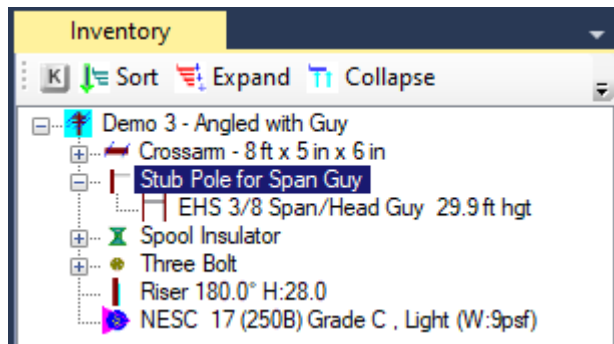 Inventory
K Sort Expand Collapse
Demo 3 - Angled with Guy
Crossarm - 8 ft x 5 in x 6 in
Stub Pole for Span Guy
EHS 3/8 Span/Head Guy 29.9 ft hgt
Spool Insulator
Three Bolt
Riser 180.0° H:28.0
NESC 17 (250B) Grade C , Light (W:9psf)